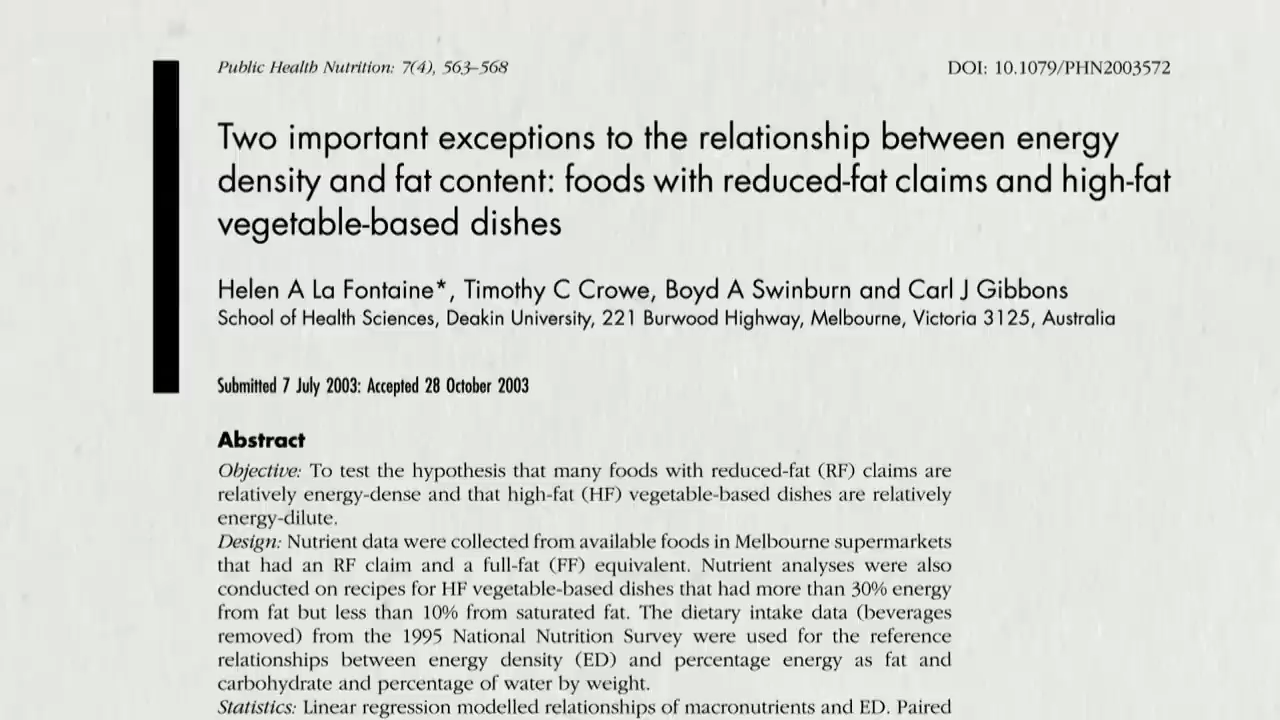 Public Health Nutrition: 7(4), 563–568
DOI: 10.1079/PHN2003572
Two important exceptions to the relationship between energy
density and fat content: foods with reduced-fat claims and high-fat
vegetable-based dishes
Helen A La Fontaine*, Timothy C Crowe, Boyd A Swinburn and Carl J Gibbons
School of Health Sciences, Deakin University, 221 Burwood Highway, Melbourne, Victoria 3125, Australia
Submitted 7 July 2003: Accepted 28 October 2003
Abstract
Objective: To test the hypothesis that many foods with reduced-fat (RF) claims are
relatively energy-dense and that high-fat (HF) vegetable-based dishes are relatively
energy-dilute.
Design: Nutrient data were collected from available foods in Melbourne supermarkets
that had an RF claim and a full-fat (FF) equivalent. Nutrient analyses were also
conducted on recipes for HF vegetable-based dishes that had more than 30% energy
from fat but less than 10% from saturated fat. The dietary intake data (beverages
removed) from the 1995 National Nutrition Survey were used for the reference
relationships between energy density (ED) and percentage energy as fat and
carbohydrate and percentage of water by weight.
Statistics: Linear regression modelled relationships of macronutrients and ED. Paired